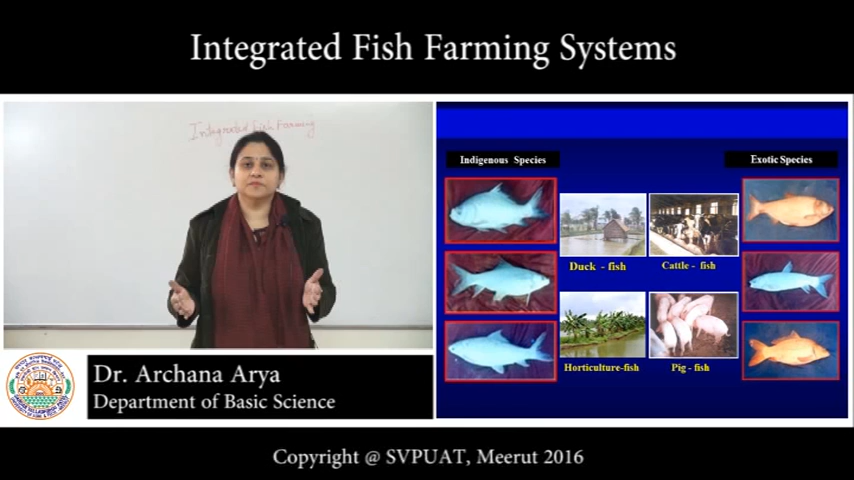 Integrated Fish Farming Systems
Integrated Fish Farming
Indigenous Species
Exotic Species
Duck - fish
Cattle - fish
Horticulture-fish
Pig - fish
Dr. Archana Arya
Department of Basic Science
Copyright @ SVPUAT, Meerut 2016